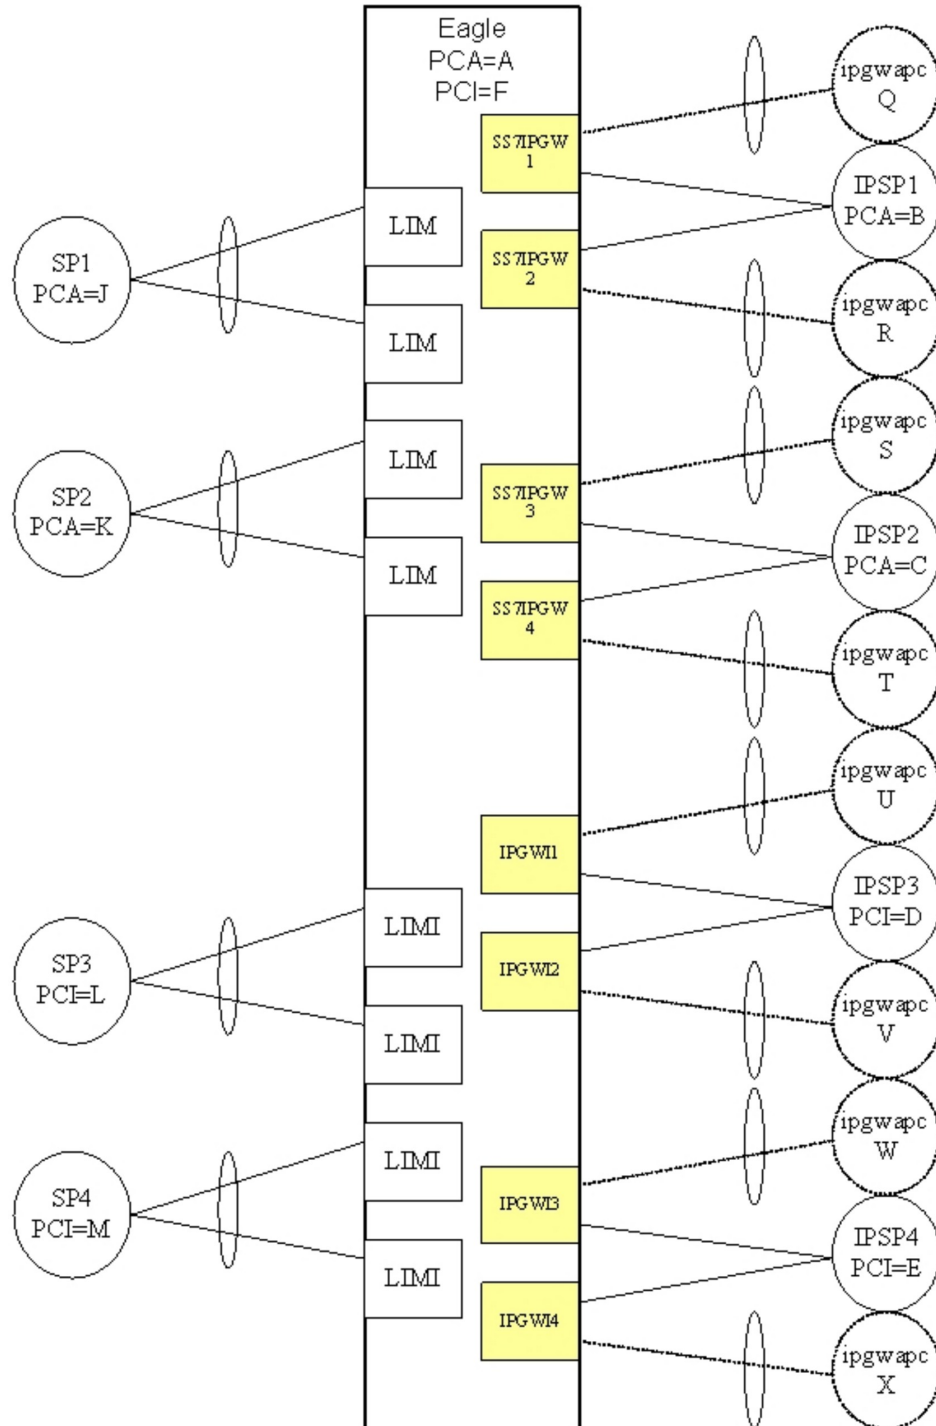 Eagle
PCA=A
PCI=F
ipgwapc
Q
SS7IPGW
1
IPSP1
PCA=B
LIM
SP1
PCA=J
SS7IPGW
2
ipgwapc
R
LIM
ipgwapc
S
LIM
SP2
PCA=K
SS7IPGW
3
IPSP2
PCA=C
LIM
SS7IPGW
4
ipgwapc
T
ipgwapc
U
IPGWI1
IPSP3
PCI=D
LIMI
SP3
PCI=L
IPGWI2
ipgwapc
V
LIMI
ipgwapc
W
LIMI
SP4
PCI=M
IPGWI3
IPSP4
PCI=E
LIMI
IPGWI4
ipgwapc
X